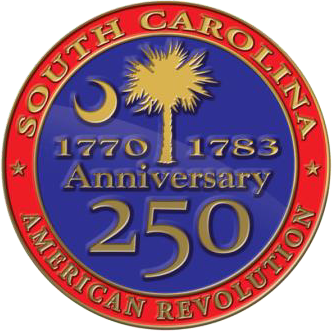 SOUTH CAROLINA
1770 1783
Anniversary
250
AMERICAN REVOLUTION